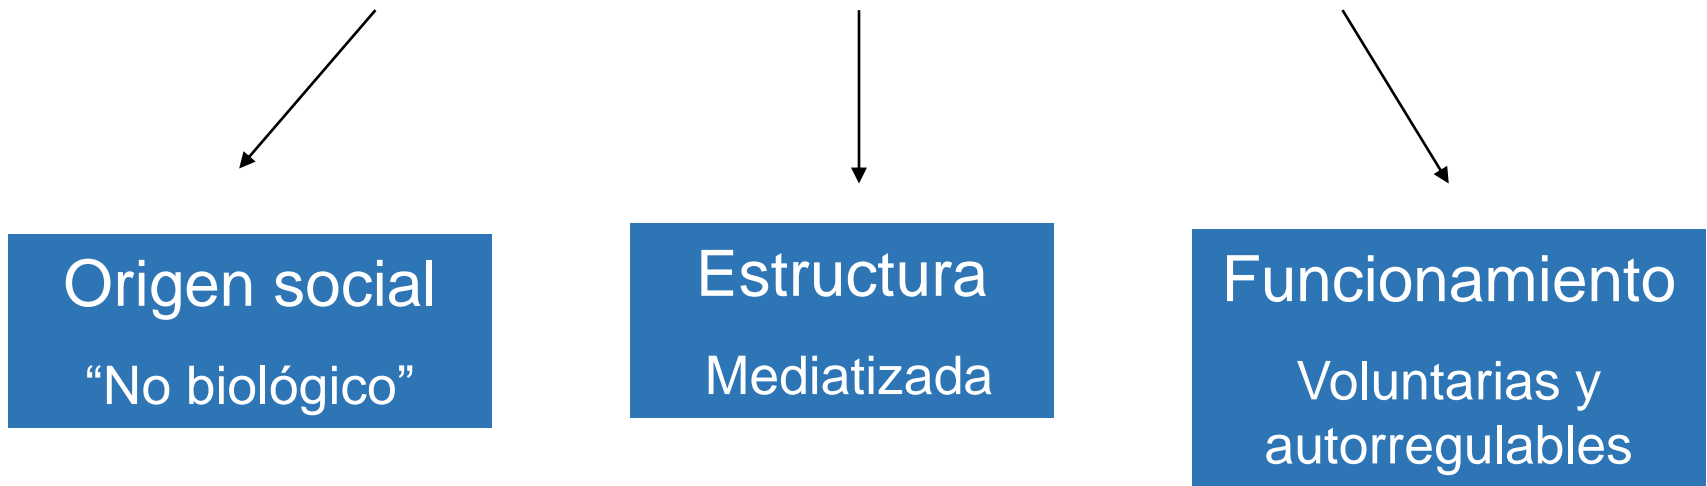 Origen social
“No biológico”
Estructura
Mediatizada
Funcionamiento
Voluntarias y
autorregulables